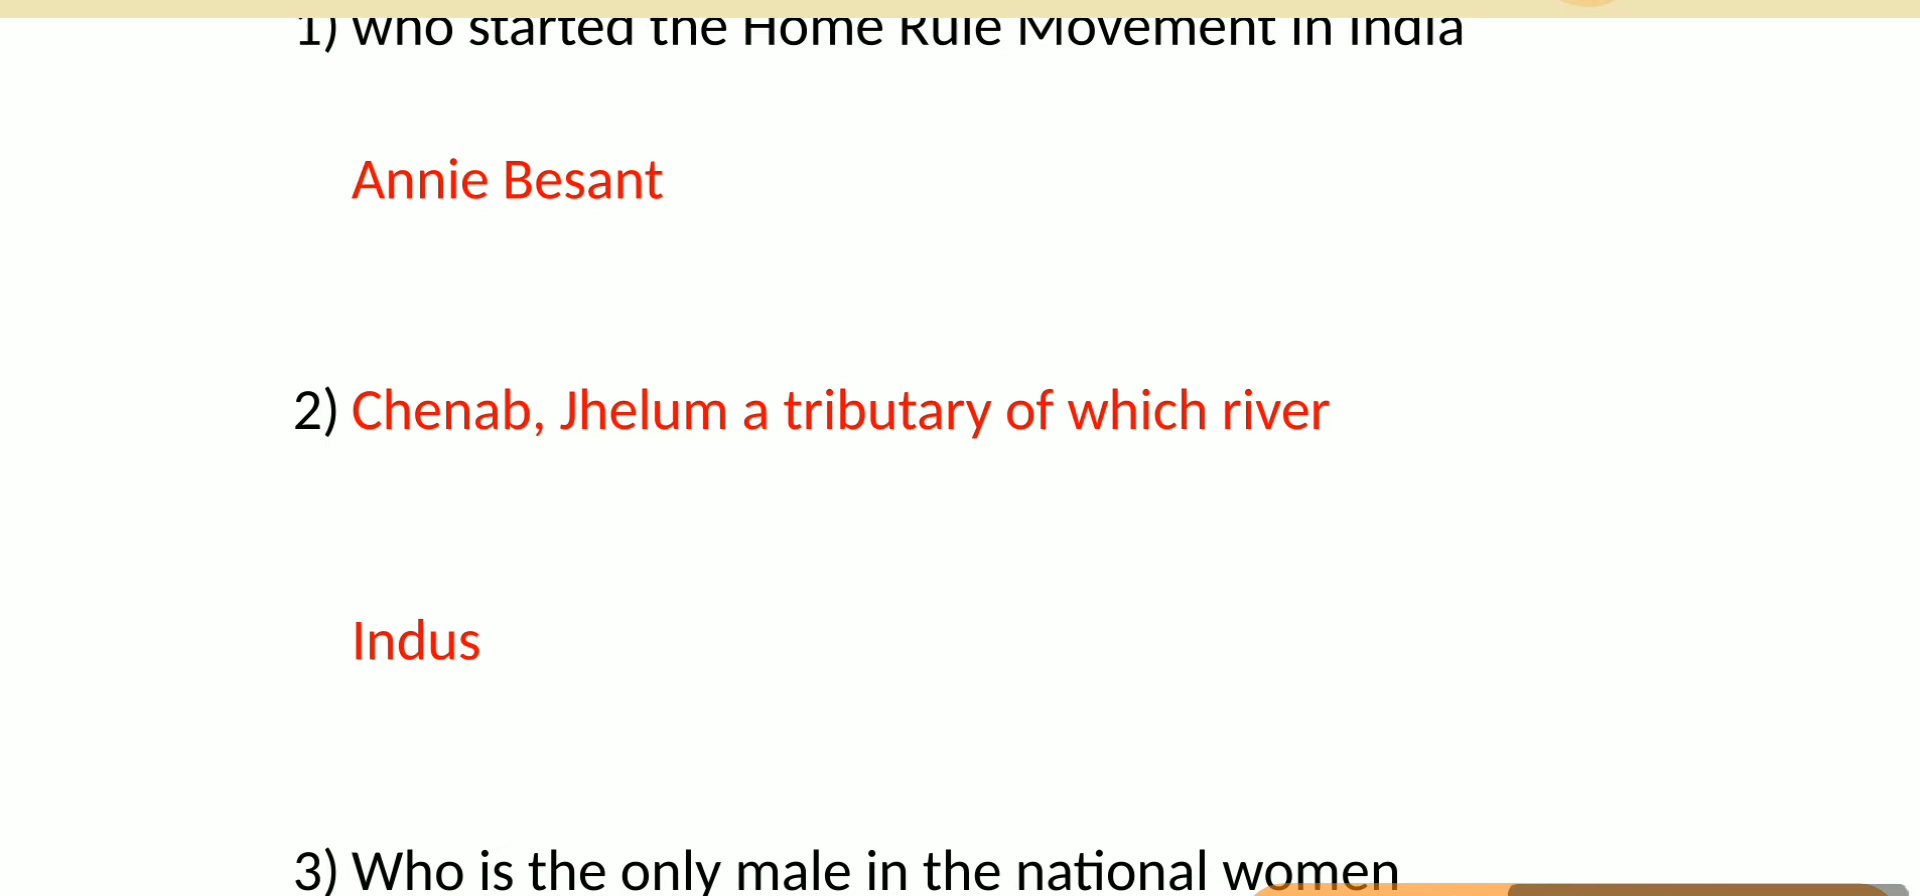 1) who started the Home Rule Movement in India
Annie Besant
2) Chenab, Jhelum a tributary of which river
Indus
3) Who is the only male in the national women